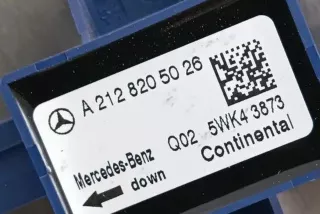 A 212 820 50 26
Q02 5WK4 3873
Mercedes-Benz
Continental
down